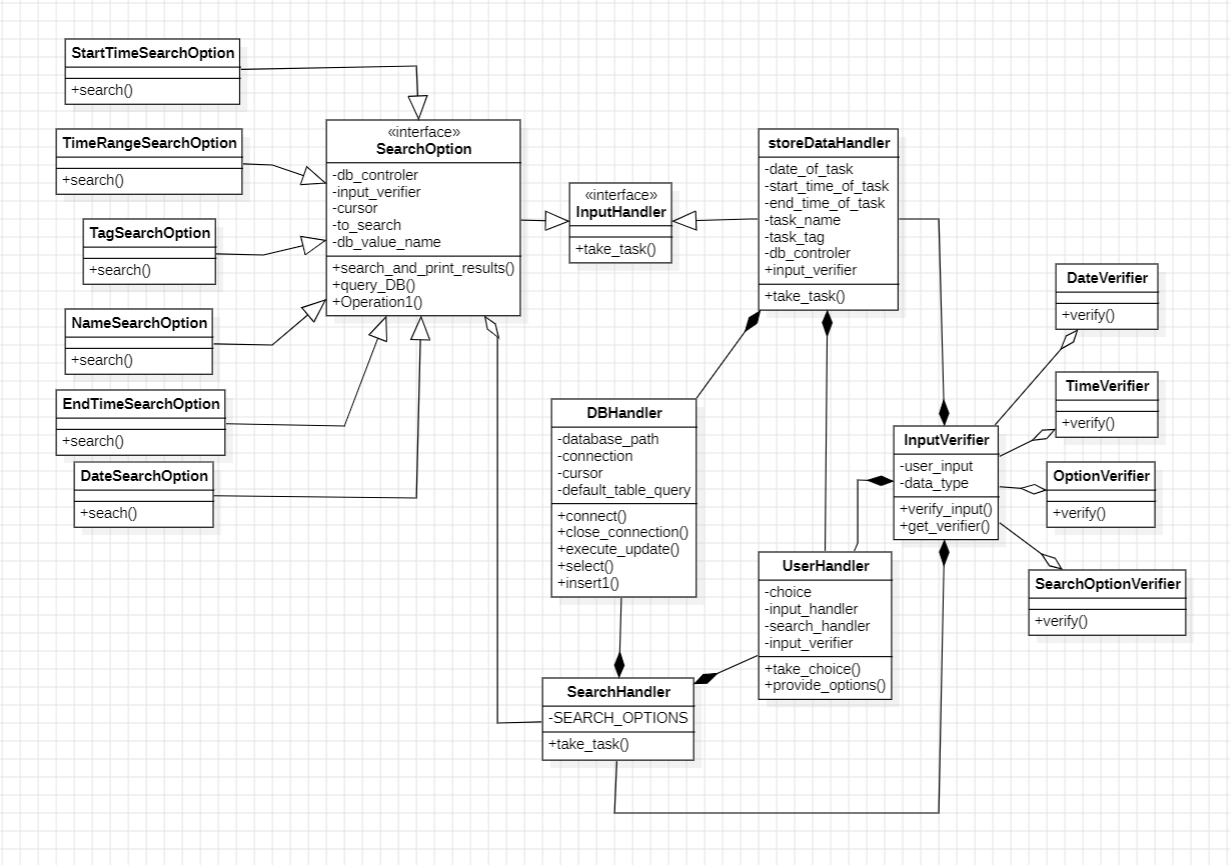 StartTimeSearchOption
+search()
TimeRangeSearchOption
+search()
TagSearchOption
+search()
NameSearchOption
+search()
EndTimeSearchOption
+search()
DateSearchOption
+seach()
«interface»
SearchOption
-db_controler
-input_verifier
-cursor
-to_search
-db_value_name
+search_and_print_results()
+query_DB()
+Operation1()
«interface»
InputHandler
+take_task()
storeDataHandler
-date_of_task
-start_time_of_task
-end_time_of_task
-task_name
-task_tag
-db_controler
+input_verifier
+take_task()
DBHandler
-database_path
-connection
-cursor
-default_table_query
+connect()
+close_connection()
+execute_update()
+select()
+insert1()
SearchHandler
-SEARCH_OPTIONS
+take_task()
UserHandler
-choice
-input_handler
-search_handler
-input_verifier
+take_choice()
+provide_options()
InputVerifier
-user_input
-data_type
+verify_input()
+get_verifier()
DateVerifier
+verify()
TimeVerifier
+verify()
OptionVerifier
+verify()
SearchOptionVerifier
+verify()